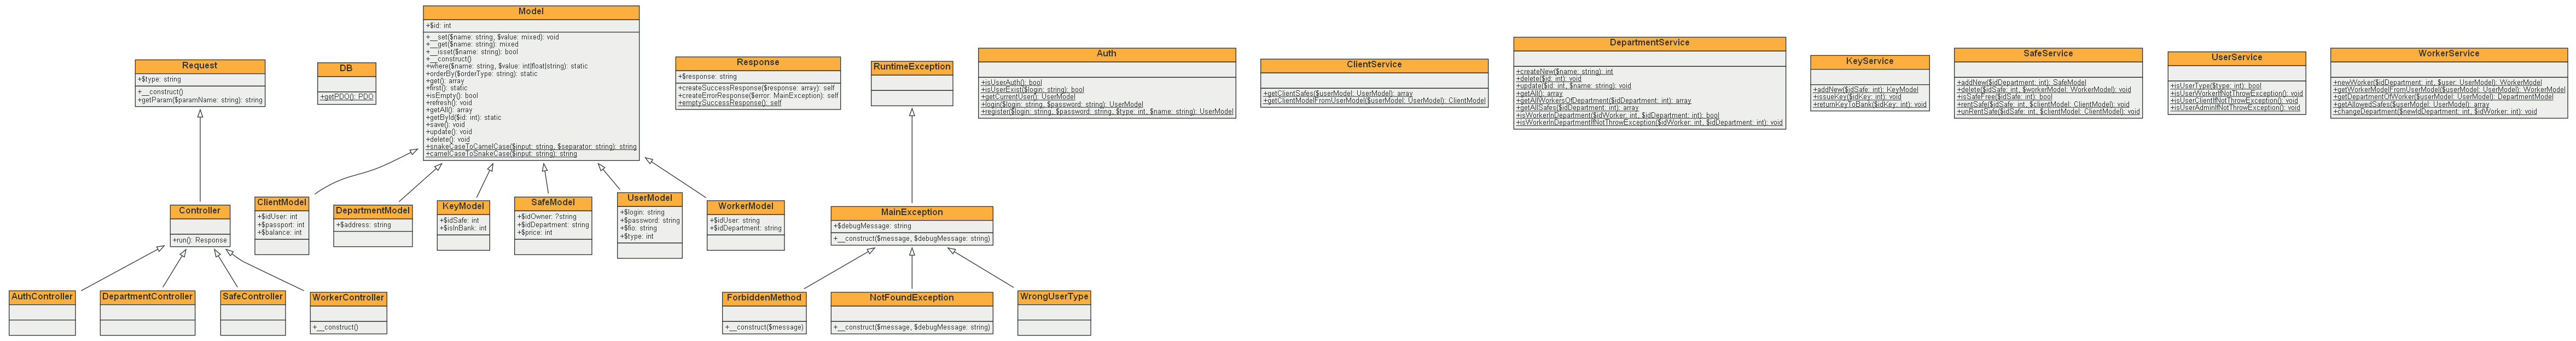 Request
+$type: string
+__construct()
+getParam($paramName: string): string
DB
+getPDO(): PDO
Model
+$id: int
+__set($name: string, $value: mixed): void
+__get($name: string): mixed
+__isset($name: string): bool
+__construct()
+where($name: string, $value: int|float|string): static
+orderBy($orderType: string): static
+get(): array
+first(): static
+isEmpty(): bool
+refresh(): void
+getAll(): array
+getById($id: int): static
+save(): void
+update(): void
+delete(): void
+snakeCaseToCamelCase($input: string, $separator: string): string
+camelCaseToSnakeCase($input: string): string
Response
+$response: string
+createSuccessResponse($response: array): self
+createErrorResponse($error: MainException): self
+emptySuccessResponse(): self
RuntimeException
Auth
+isUserAuth(): bool
+isUserExist($login: string): bool
+getCurrentUser(): UserModel
+login($login: string, $password: string): UserModel
+register($login: string, $password: string, $type: int, $name: string): UserModel
ClientService
+getClientSafes($userModel: UserModel): array
+getClientModelFromUserModel($userModel: UserModel): ClientModel
DepartmentService
+createNew($name: string): int
+delete($id: int): void
+update($id: int, $name: string): void
+getAll(): array
+getAllWorkersOfDepartment($idDepartment: int): array
+getAllSafes($idDepartment: int): array
+isWorkerInDepartment($idWorker: int, $idDepartment: int): bool
+isWorkerInDepartmentIfNotThrowException($idWorker: int, $idDepartment: int): void
KeyService
+addNew($idSafe: int): KeyModel
+issueKey($idKey: int): void
+returnKeyToBank($idKey: int): void
SafeService
+addNew($idDepartment: int): SafeModel
+delete($idSafe: int, $workerModel: WorkerModel): void
+isSafeFree($idSafe: int): bool
+rentSafe($idSafe: int, $clientModel: ClientModel): void
+unRentSafe($idSafe: int, $clientModel: ClientModel): void
UserService
+isUserType($type: int): bool
+isUserWorkerIfNotThrowException(): void
+isUserClientIfNotThrowException(): void
+isUserAdminIfNotThrowException(): void
WorkerService
+newWorker($idDepartment: int, $user: UserModel): WorkerModel
+getWorkerModelFromUserModel($userModel: UserModel): WorkerModel
+getDepartmentOfWorker($userModel: UserModel): DepartmentModel
+getAllowedSafes($userModel: UserModel): array
+changeDepartment($newIdDepartment: int, $idWorker: int): void
Controller
+run(): Response
ClientModel
+$idUser: int
+$passport: int
+$balance: int
DepartmentModel
+$address: string
KeyModel
+$idSafe: int
+$isInBank: int
SafeModel
+$idOwner: ?string
+$idDepartment: string
+$price: int
UserModel
+$login: string
+$password: string
+$fio: string
+$type: int
WorkerModel
+$idUser: string
+$idDepartment: string
MainException
+$debugMessage: string
+__construct($message, $debugMessage: string)
AuthController
DepartmentController
SafeController
WorkerController
+__construct()
ForbiddenMethod
+__construct($message)
NotFoundException
+__construct($message, $debugMessage: string)
WrongUserType